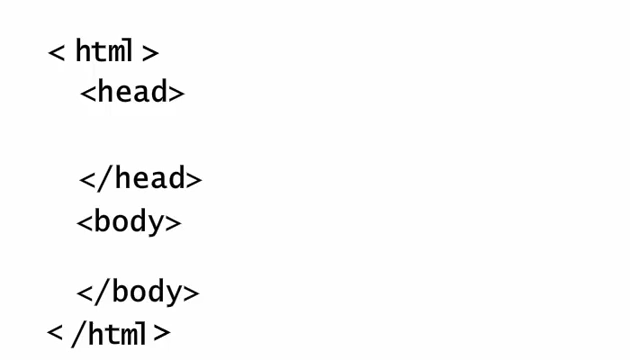 < html >
<head>
</head>
<body>
</body>
</html>